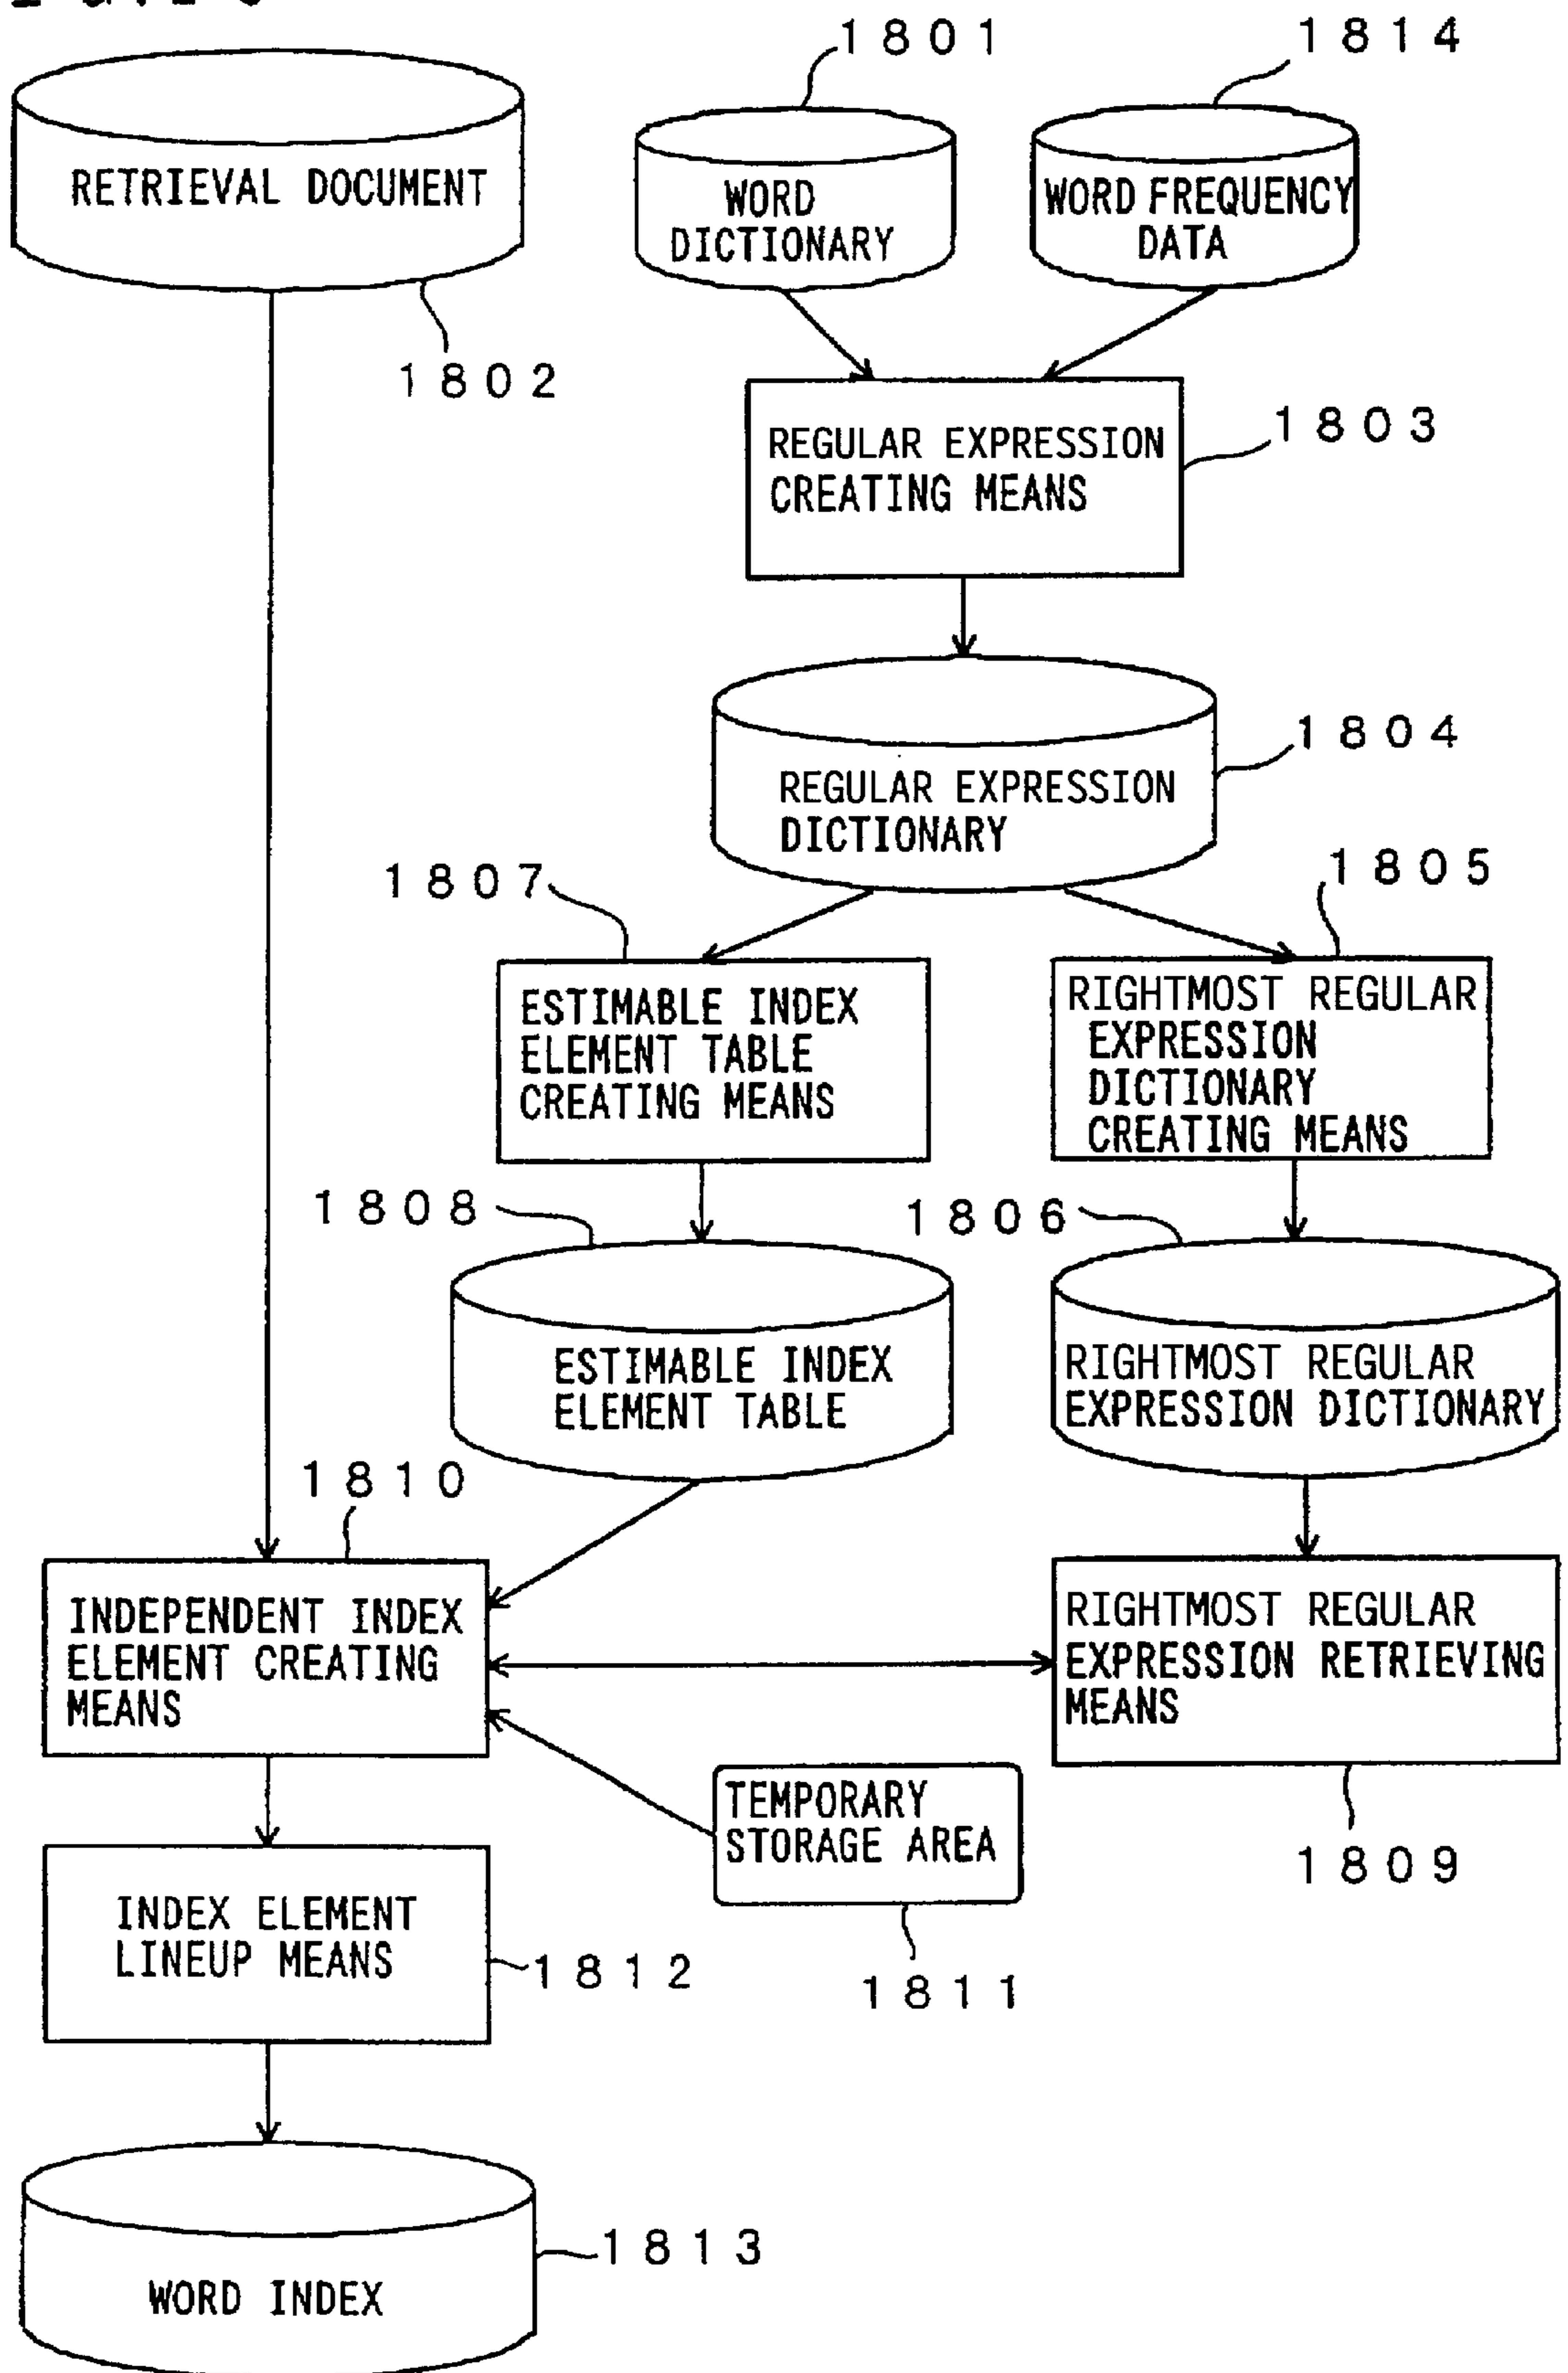 1801
1814
RETRIEVAL DOCUMENT
WORD
DICTIONARY
WORD FREQUENCY
DATA
1802
REGULAR EXPRESSION
CREATING MEANS
1803
1804
REGULAR EXPRESSION
DICTIONARY
1807
1805
ESTIMABLE INDEX
ELEMENT TABLE
CREATING MEANS
RIGHTMOST REGULAR
EXPRESSION
DICTIONARY
CREATING MEANS
1808
1806
ESTIMABLE INDEX
ELEMENT TABLE
RIGHTMOST REGULAR
EXPRESSION DICTIONARY
1810
INDEPENDENT INDEX
ELEMENT CREATING
MEANS
RIGHTMOST REGULAR
EXPRESSION RETRIEVING
MEANS
TEMPORARY
STORAGE AREA
1809
INDEX ELEMENT
LINEUP MEANS
1812
1811
1813
WORD INDEX